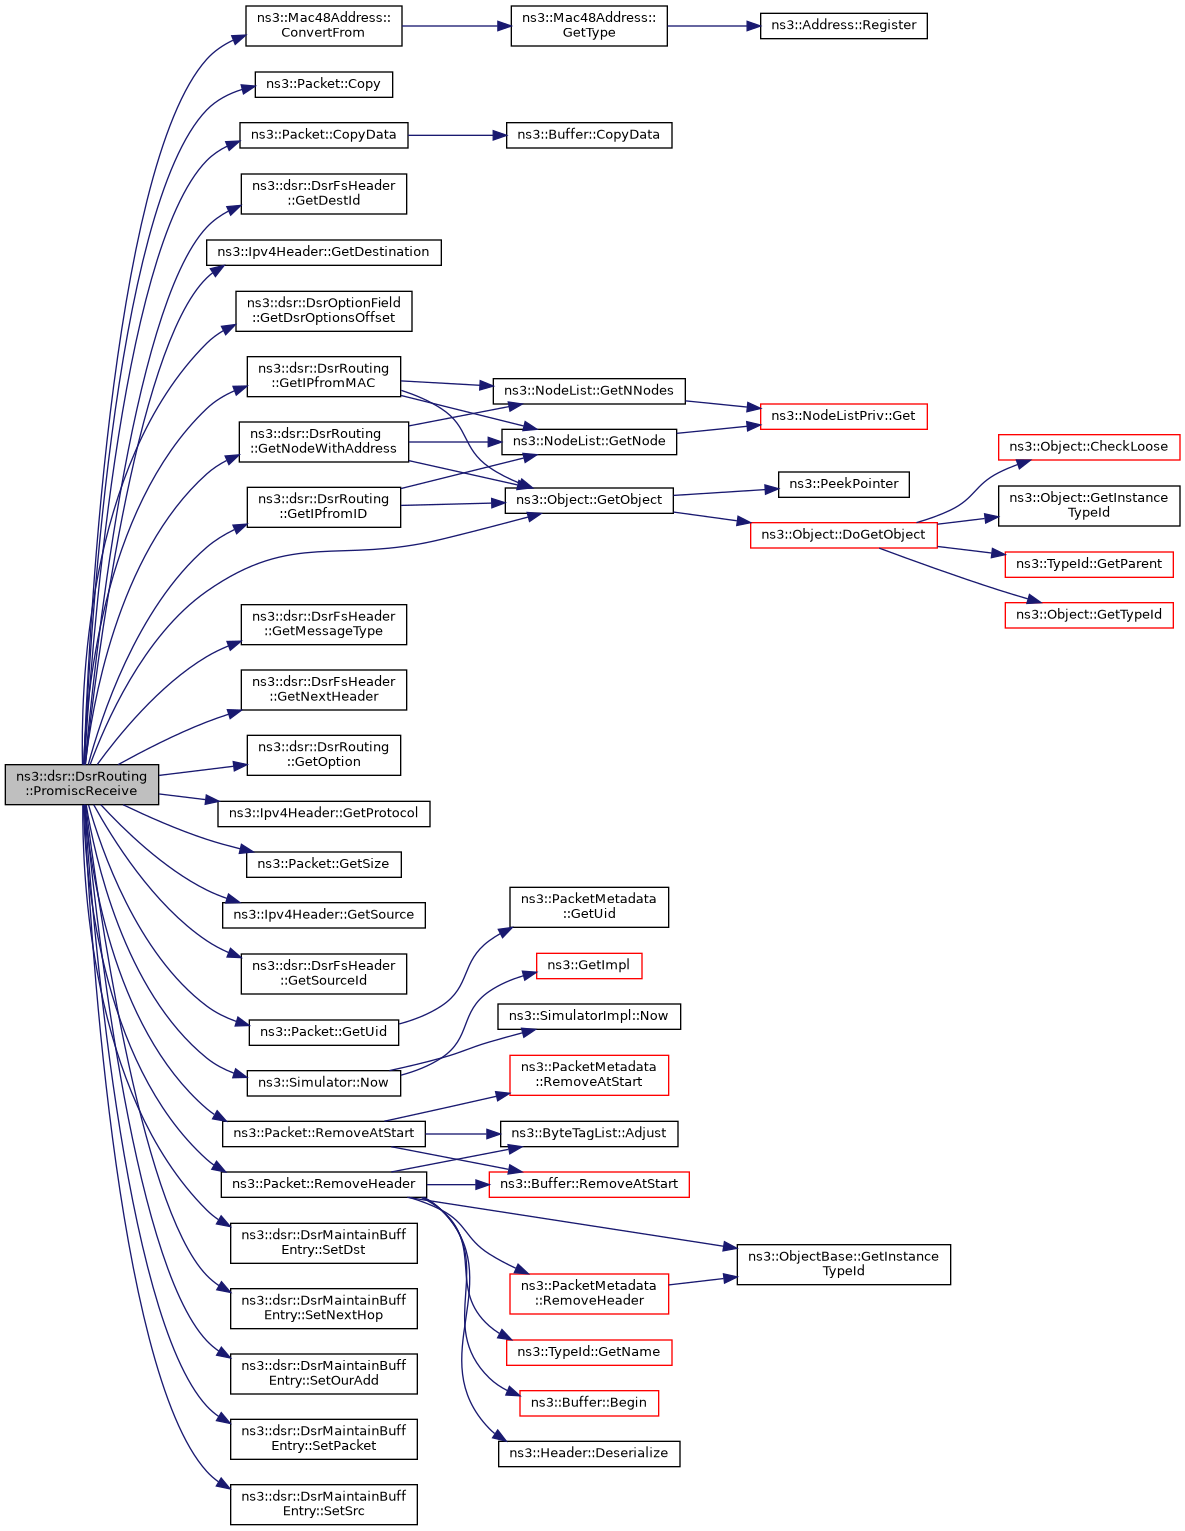 ns3::Mac48Address::
ConvertFrom
ns3::Mac48Address::
GetType
ns3::Address::Register
ns3::Packet::Copy
ns3::Packet::CopyData
ns3::Buffer::CopyData
ns3::dsr::DsrFsHeader
::GetDestId
ns3::Ipv4Header::GetDestination
ns3::dsr::DsrOptionField
::GetDsrOptionsOffset
ns3::dsr::DsrRouting
::GetIPfromMAC
ns3::NodeList::GetNNodes
ns3::NodeListPriv::Get
ns3::dsr::DsrRouting
::GetNodeWithAddress
ns3::NodeList::GetNode
ns3::Object::CheckLoose
ns3::dsr::DsrRouting
::GetIPfromID
ns3::Object::GetObject
ns3::PeekPointer
ns3::Object::GetInstance
TypeId
ns3::Object::DoGetObject
ns3::TypeId::GetParent
ns3::Object::GetTypeId
ns3::dsr::DsrFsHeader
::GetMessageType
ns3::dsr::DsrFsHeader
::GetNextHeader
ns3::dsr::DsrRouting
::GetOption
ns3::dsr::DsrRouting
::PromiscReceive
ns3::Ipv4Header::GetProtocol
ns3::Packet::GetSize
ns3::Ipv4Header::GetSource
ns3::PacketMetadata
::GetUid
ns3::dsr::DsrFsHeader
::GetSourceId
ns3::GetImpl
ns3::Packet::GetUid
ns3::SimulatorImpl::Now
ns3::Simulator::Now
ns3::PacketMetadata
::RemoveAtStart
ns3::Packet::RemoveAtStart
ns3::ByteTagList::Adjust
ns3::Packet::RemoveHeader
ns3::Buffer::RemoveAtStart
ns3::dsr::DsrMaintainBuff
Entry::SetDst
ns3::ObjectBase::GetInstance
TypeId
ns3::dsr::DsrMaintainBuff
Entry::SetNextHop
ns3::PacketMetadata
::RemoveHeader
ns3::TypeId::GetName
ns3::dsr::DsrMaintainBuff
Entry::SetOurAdd
ns3::Buffer::Begin
ns3::dsr::DsrMaintainBuff
Entry::SetPacket
ns3::Header::Deserialize
ns3::dsr::DsrMaintainBuff
Entry::SetSrc